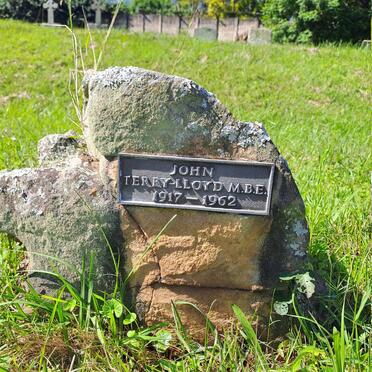 JOHN
TERRY-LLOYD M.B.E.
1917 — 1962